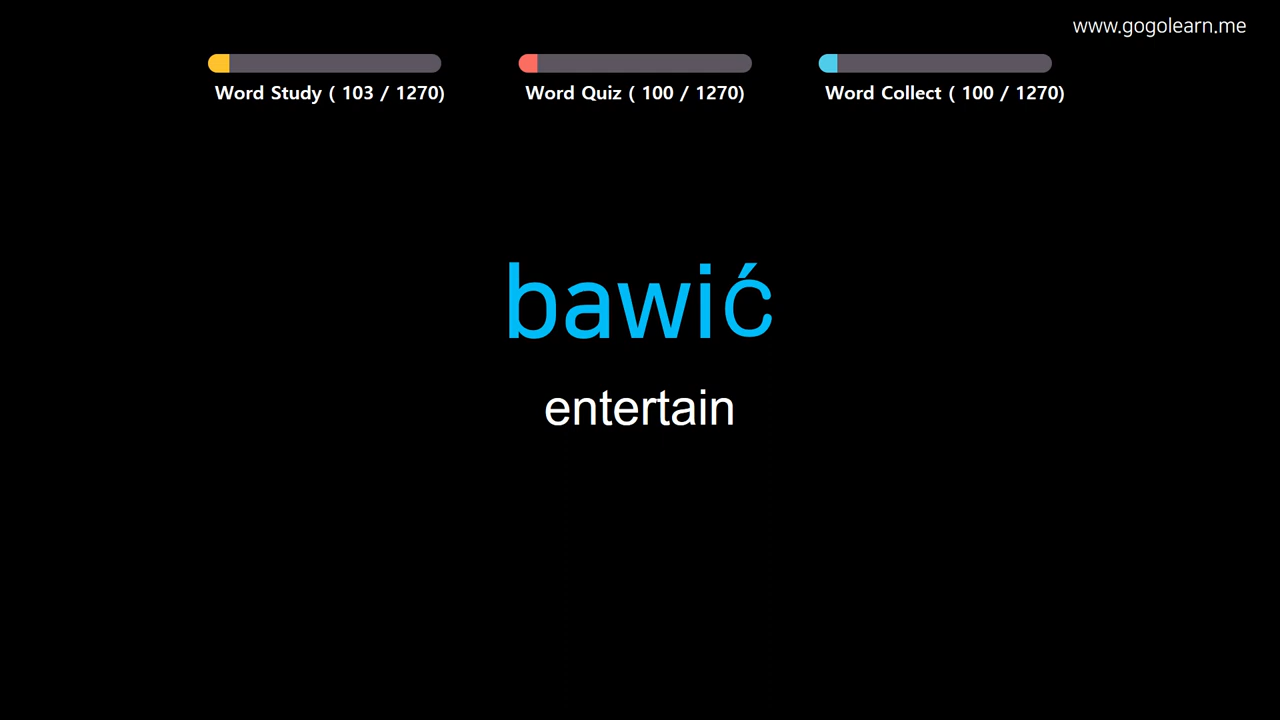 www.gogolearn.me
Word Study ( 103 / 1270)
Word Quiz ( 100 / 1270)
Word Collect ( 100 / 1270)
bawić
entertain